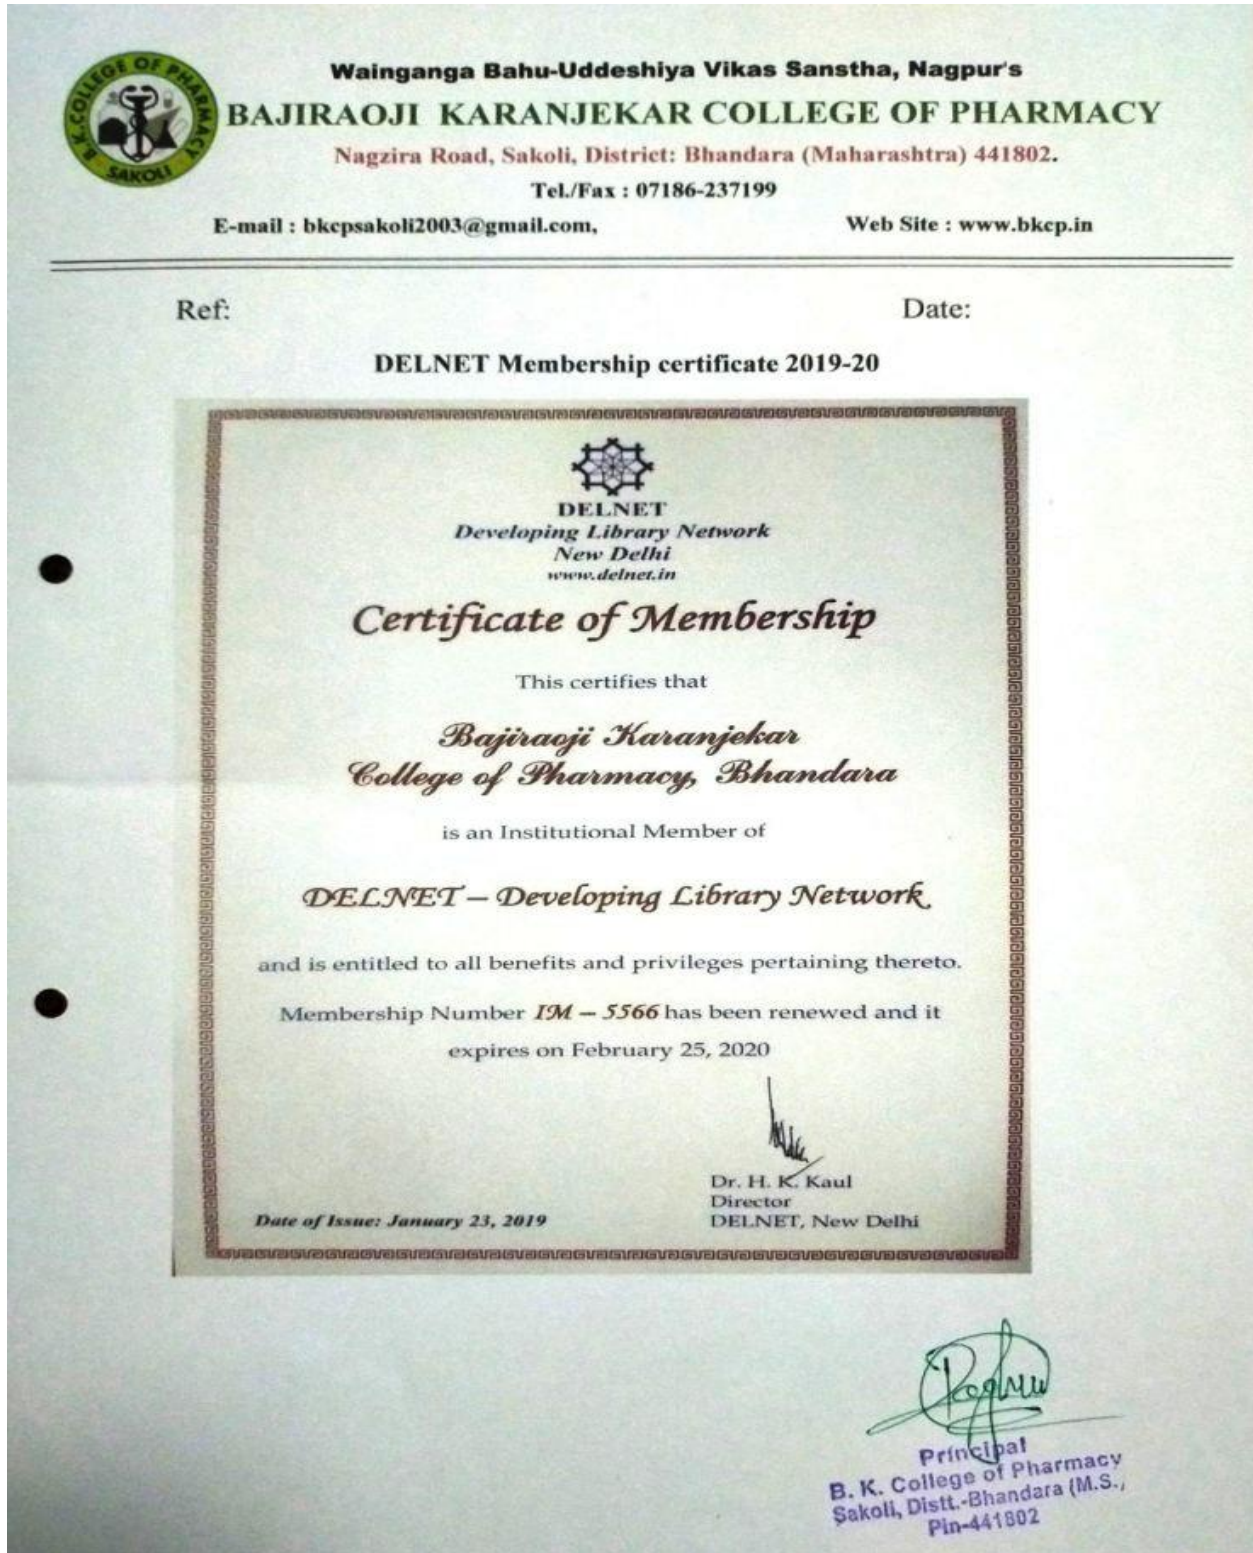 B.K.COLLEGE OF PHARMACY
SAKOLI
Wainganga Bahu-Uddeshiya Vikas Sanstha, Nagpur's
BAJIRAOJI KARANJEKAR COLLEGE OF PHARMACY
Nagzira Road, Sakoli, District: Bhandara (Maharashtra) 441802.
Tel./Fax : 07186-237199
E-mail : bkcpsakoli2003@gmail.com, Web Site : www.bkcp.in
Ref: Date:
DELNET Membership certificate 2019-20
DELNET
Developing Library Network
New Delhi
www.delnet.in
Certificate of Membership
This certifies that
Bajiraoji Karanjekar
College of Pharmacy, Bhandara
is an Institutional Member of
DELNET – Developing Library Network
and is entitled to all benefits and privileges pertaining thereto.
Membership Number IM – 5566 has been renewed and it
expires on February 25, 2020
Dr. H. K. Kaul
Director
Date of Issue: January 23, 2019 DELNET, New Delhi
Principal
B. K. College of Pharmacy
Sakoli, Distt.-Bhandara (M.S.,
Pin-441802